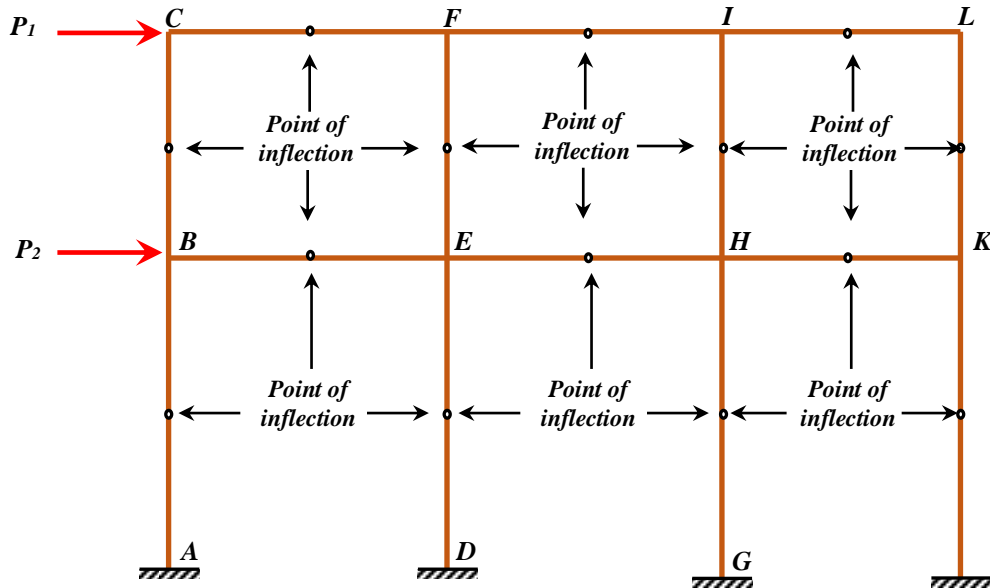 C
F
I
L
P1
Point of
inflection
Point of
inflection
Point of
inflection
P2
B
E
H
K
Point of
inflection
Point of
inflection
Point of
inflection
A
D
G